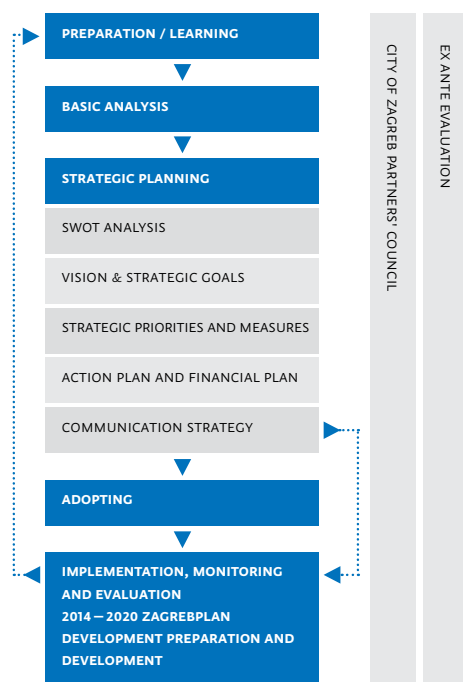 PREPARATION / LEARNING
BASIC ANALYSIS
STRATEGIC PLANNING
SWOT ANALYSIS
VISION & STRATEGIC GOALS
STRATEGIC PRIORITIES AND MEASURES
ACTION PLAN AND FINANCIAL PLAN
COMMUNICATION STRATEGY
ADOPTING
IMPLEMENTATION, MONITORING
AND EVALUATION
2014 – 2020 ZAGREBPLAN
DEVELOPMENT PREPARATION AND
DEVELOPMENT
CITY OF ZAGREB PARTNERS' COUNCIL
EX ANTE EVALUATION